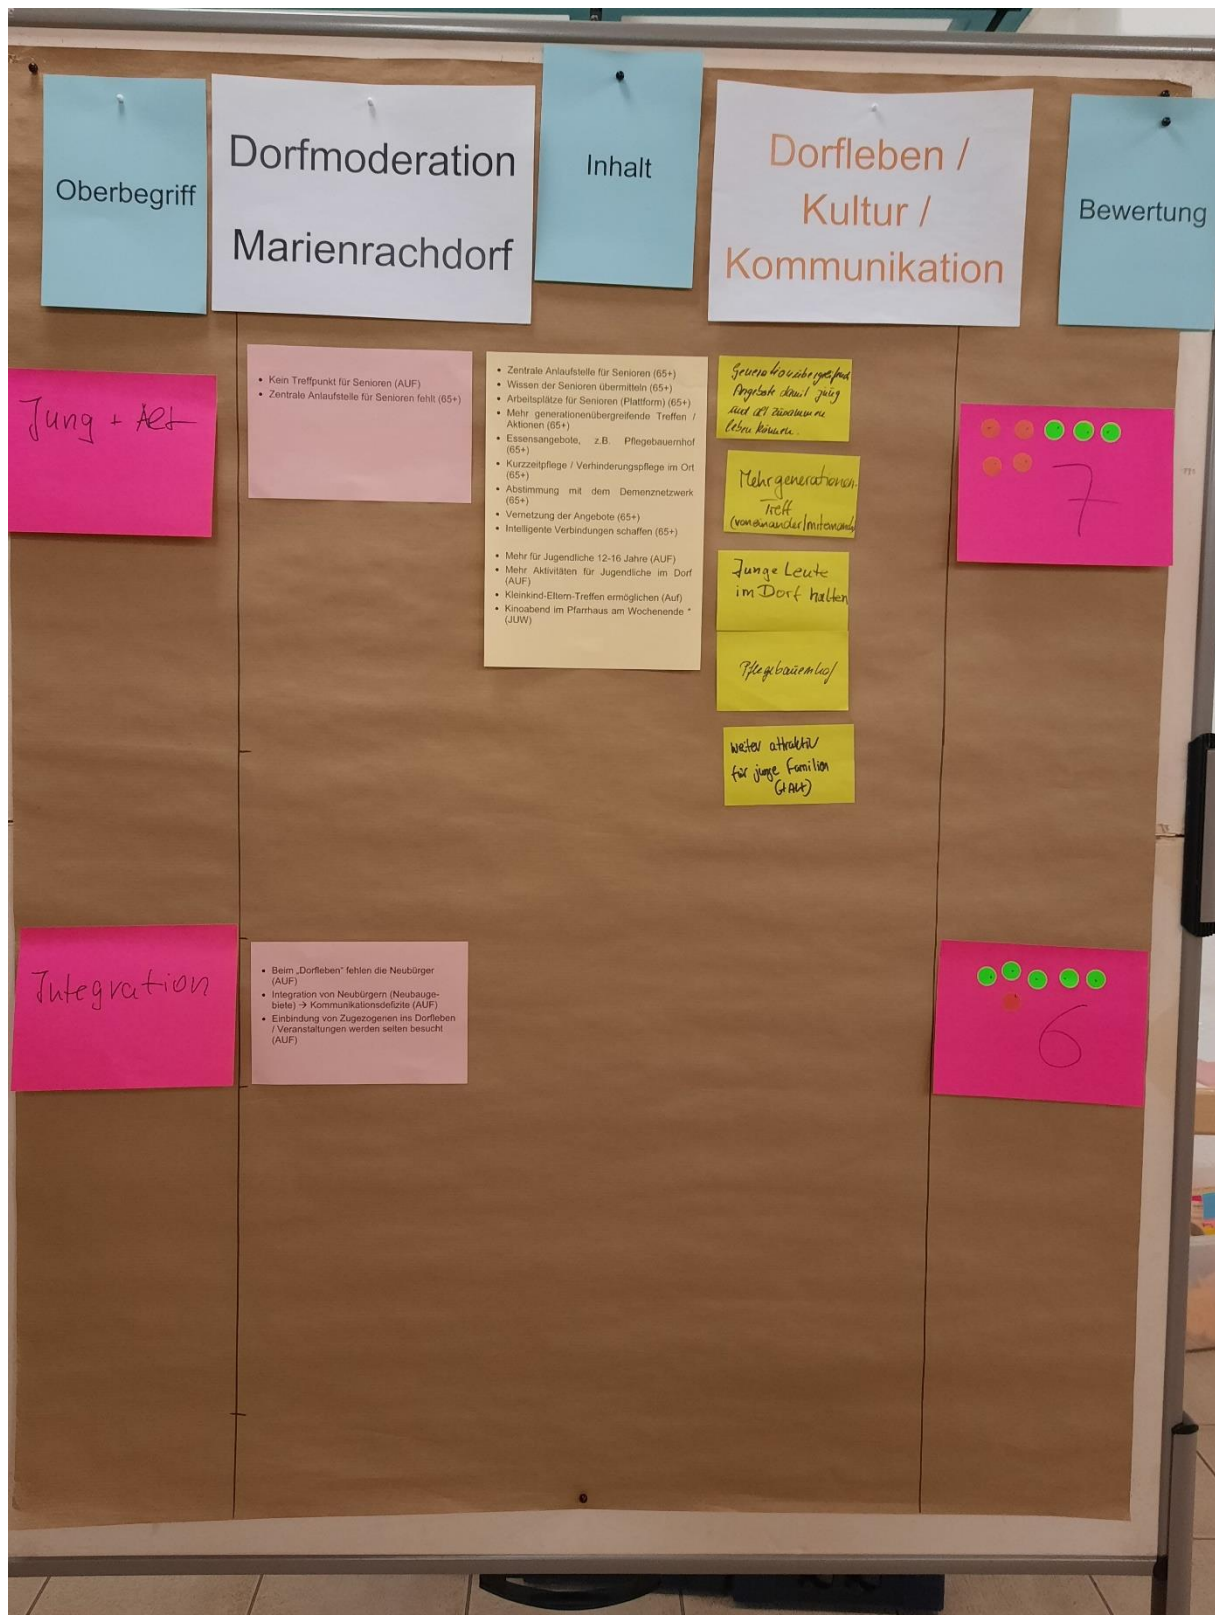 Oberbegriff
Dorfmoderation
Marienrachdorf
Inhalt
Dorfleben /
Kultur /
Kommunikation
Bewertung
Jung + Alt
• Kein Treffpunkt für Senioren (AUF)
• Zentrale Anlaufstelle für Senioren fehlt (65+)
• Zentrale Anlaufstelle für Senioren (65+)
• Wissen der Senioren übermitteln (65+)
• Arbeitsplätze für Senioren (Plattform) (65+)
• Mehr generationenübergreifende Treffen /
Aktionen (65+)
• Essensangebote, z.B. Pflegebauernhof
(65+)
• Kurzzeitpflege / Verhinderungspflege im Ort
(65+)
• Abstimmung mit dem Demenznetzwerk
(65+)
• Vernetzung der Angebote (65+)
• Intelligente Verbindungen schaffen (65+)
• Mehr für Jugendliche 12-16 Jahre (AUF)
• Mehr Aktivitäten für Jugendliche im Dorf
(AUF)
• Kleinkind-Eltern-Treffen ermöglichen (Auf)
• Kinoabend im Pfarrhaus am Wochenende *
(JUW)
Angebote damit jung
und alt zusammen
leben können.
Mehrgenerationen-
Treff
(voneinander/miteinander)
Junge Leute
im Dorf halten
Pflegebauernhof
weiter attraktiv
für junge Familien
(+Alt)
7
Integration
• Beim „Dorfleben“ fehlen die Neubürger
(AUF)
• Integration von Neubürgern (Neubauge-
biete) → Kommunikationsdefizite (AUF)
• Einbindung von Zugezogenen ins Dorfleben
/ Veranstaltungen werden selten besucht
(AUF)
6